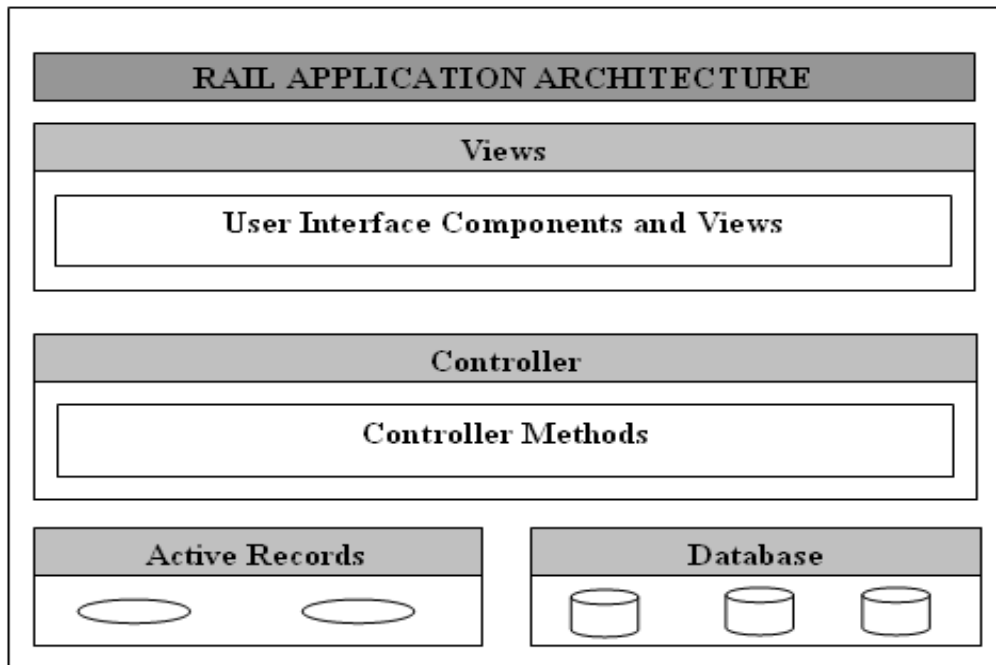 RAIL APPLICATION ARCHITECTURE
Views
User Interface Components and Views
Controller
Controller Methods
Active Records
Database